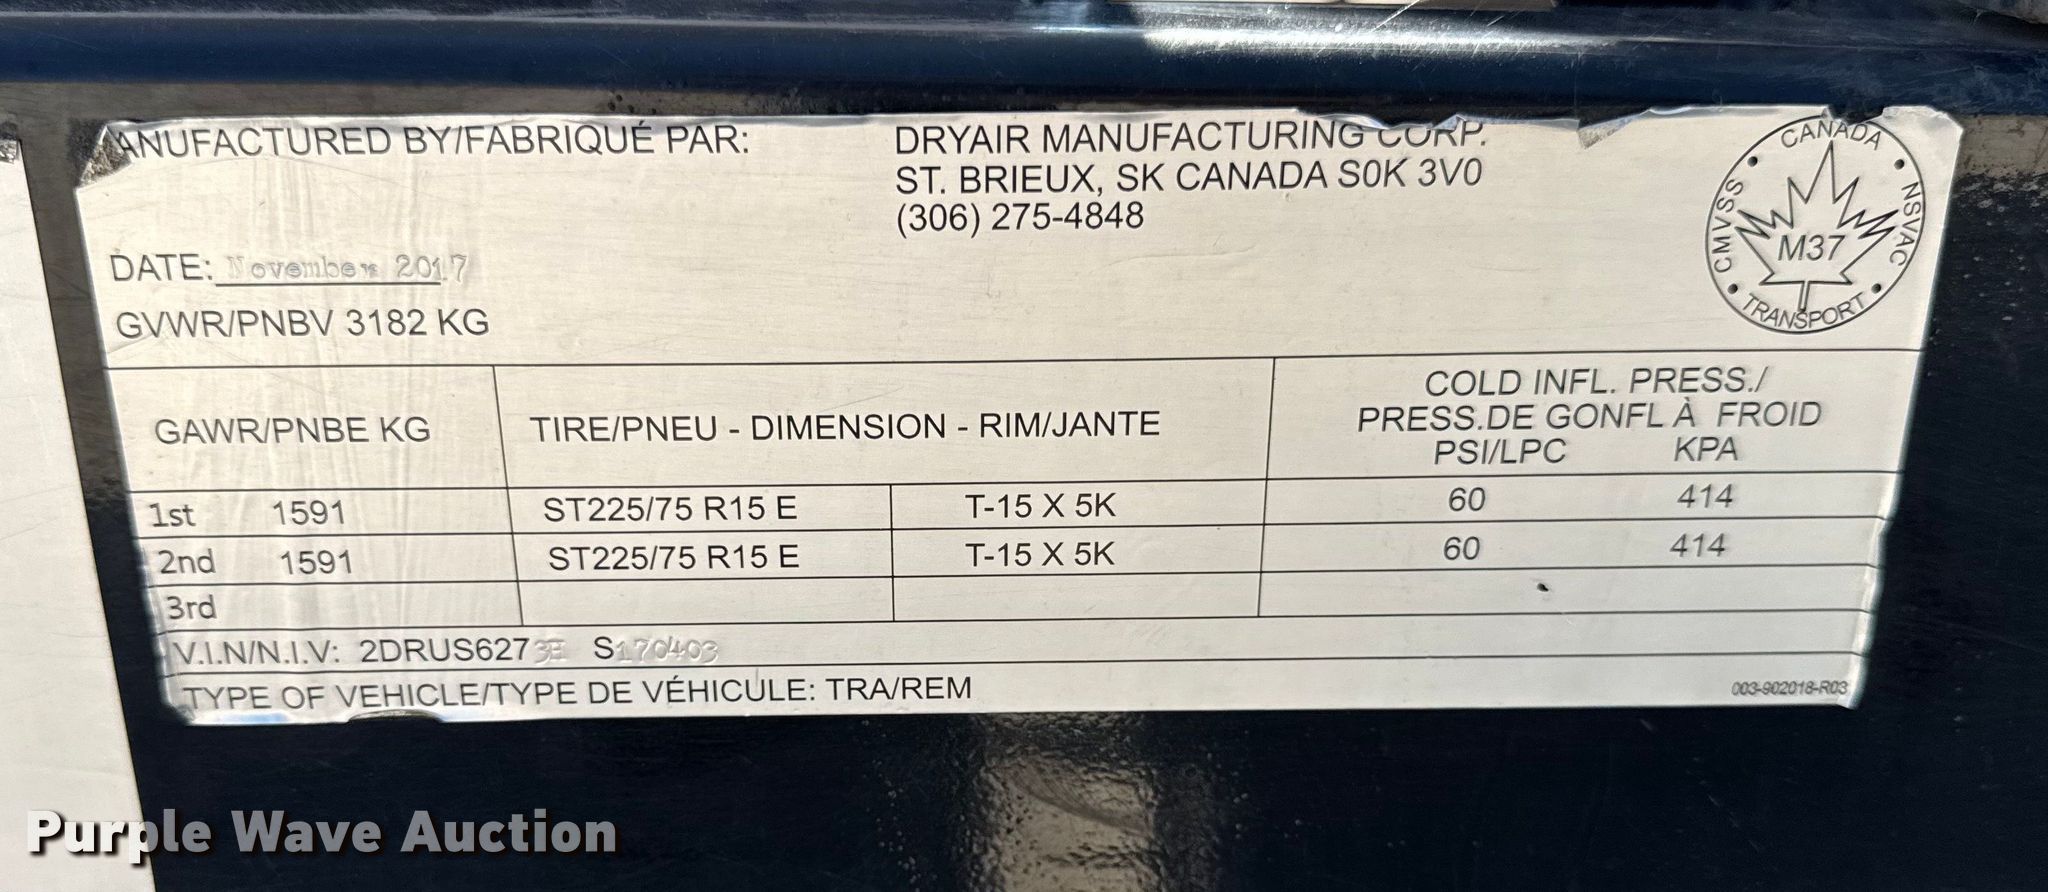 ANUFACTURED BY/FABRIQUÉ PAR: DRYAIR MANUFACTURING CORP.
ST. BRIEUX, SK CANADA S0K 3V0
(306) 275-4848
CANADA
CMVSS
NSVAC
M37
TRANSPORT
DATE: November 2017
GVWR/PNBV 3182 KG
GAWR/PNBE KG TIRE/PNEU - DIMENSION - RIM/JANTE
COLD INFL. PRESS./
PRESS.DE GONFL À FROID
PSI/LPC KPA
1st 1591 ST225/75 R15 E T-15 X 5K 60 414
2nd 1591 ST225/75 R15 E T-15 X 5K 60 414
3rd
V.I.N/N.I.V: 2DRUS627 S170403
TYPE OF VEHICLE/TYPE DE VÉHICULE: TRA/REM 003-902018-R03
Purple Wave Auction